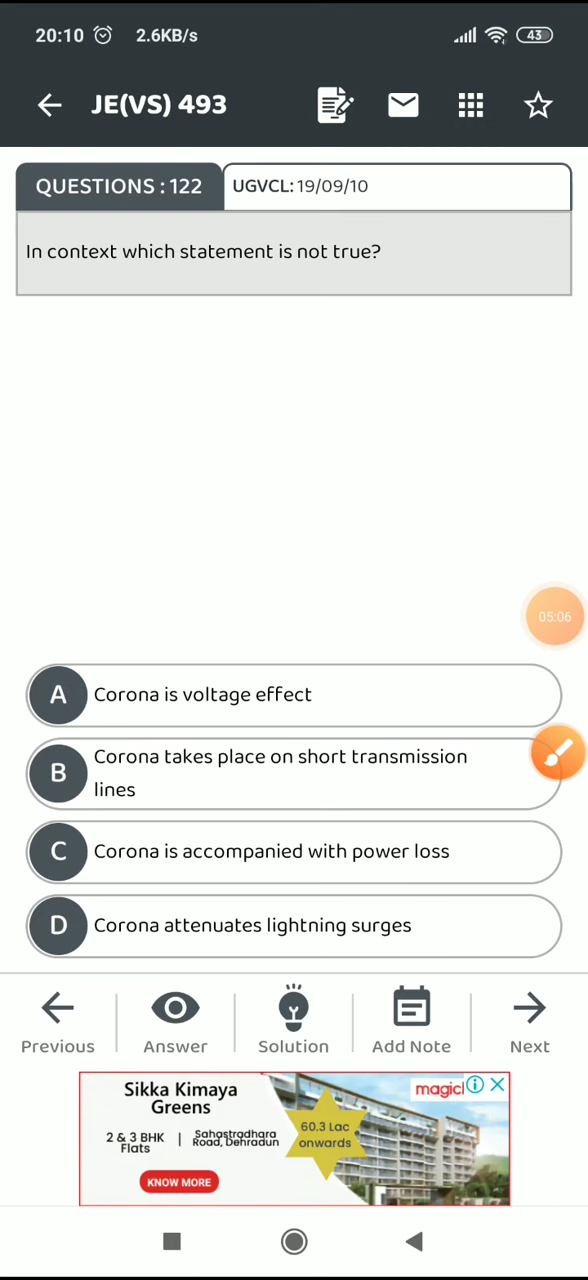 20:10 2.6KB/s 43
JE(VS) 493
QUESTIONS : 122 UGVCL: 19/09/10
In context which statement is not true?
05:06
A Corona is voltage effect
B Corona takes place on short transmission
lines
C Corona is accompanied with power loss
D Corona attenuates lightning surges
Previous Answer Solution Add Note Next
Sikka Kimaya
Greens
2 & 3 BHK
Flats
|
Sahastradhara
Road, Dehradun
KNOW MORE
60.3 Lac
onwards
magic